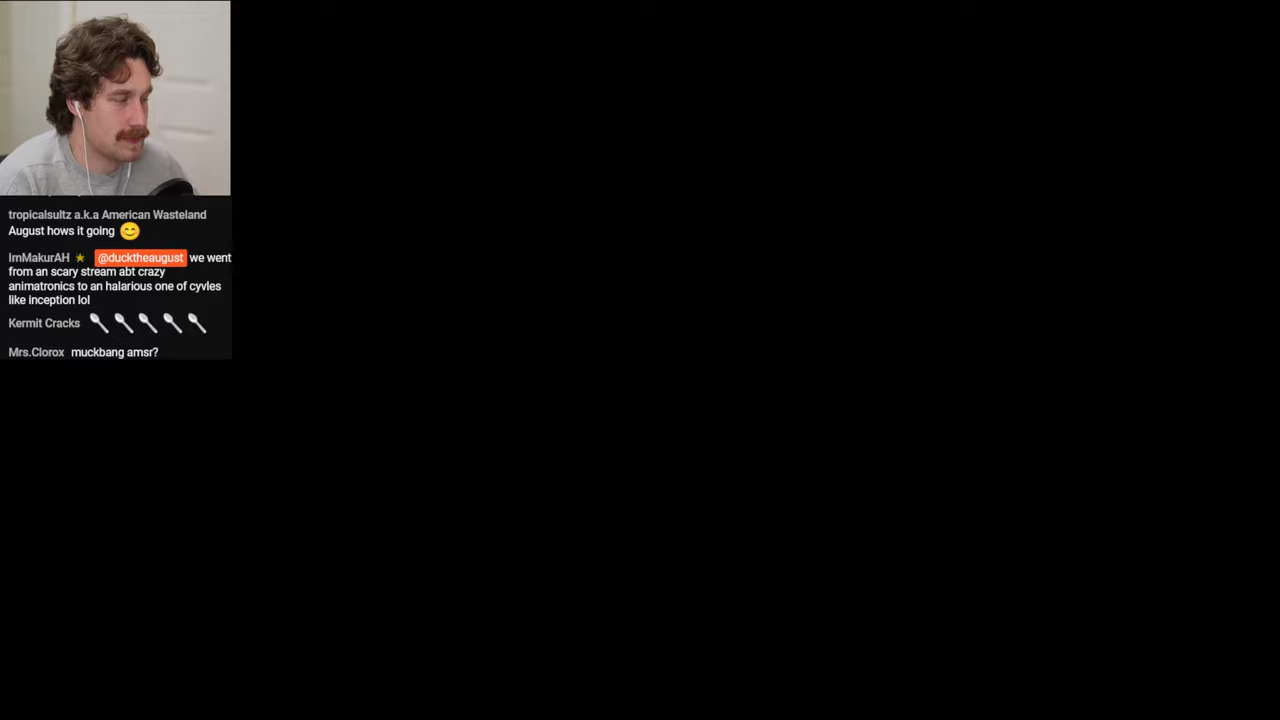 tropicalsultz a.k.a American Wasteland
August hows it going
ImMakurAH @ducktheaugust we went
from an scary stream abt crazy
animatronics to an halarious one of cyvles
like inception lol
Kermit Cracks
Mrs.Clorox muckbang amsr?